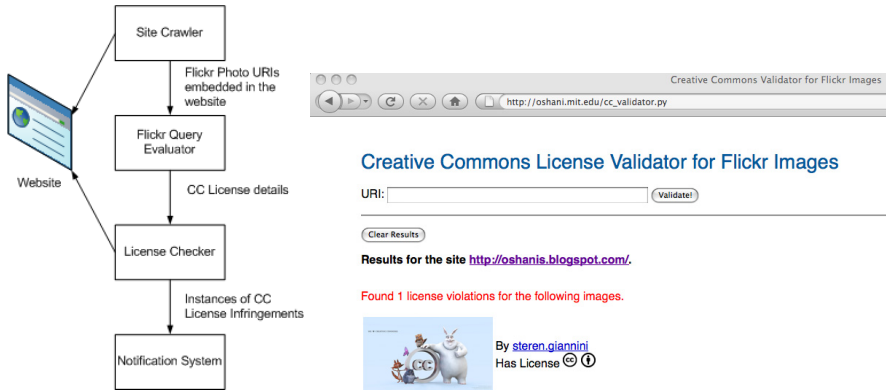 Site Crawler
Flickr Photo URIs
embedded in the
website
Flickr Query
Evaluator
Website
CC License details
License Checker
Instances of CC
License Infringements
Notification System
Creative Commons Validator for Flickr Images
http://oshani.mit.edu/cc_validator.py
Creative Commons License Validator for Flickr Images
URI: Validate!
Clear Results
Results for the site http://oshanis.blogspot.com/.
Found 1 license violations for the following images.
CC
By steren.giannini
Has License cc